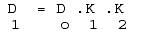 D = D .K .K
1 o 1 2